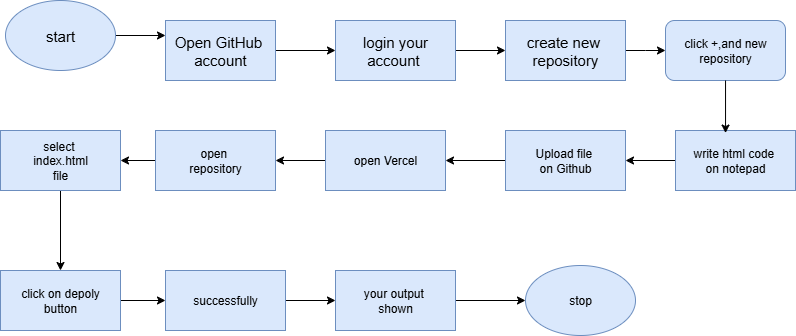 start
Open GitHub
account
login your
account
create new
repository
click +,and new
repository
write html code
on notepad
Upload file
on Github
open Vercel
open
repository
select
index.html
file
click on depoly
button
successfully
your output
shown
stop